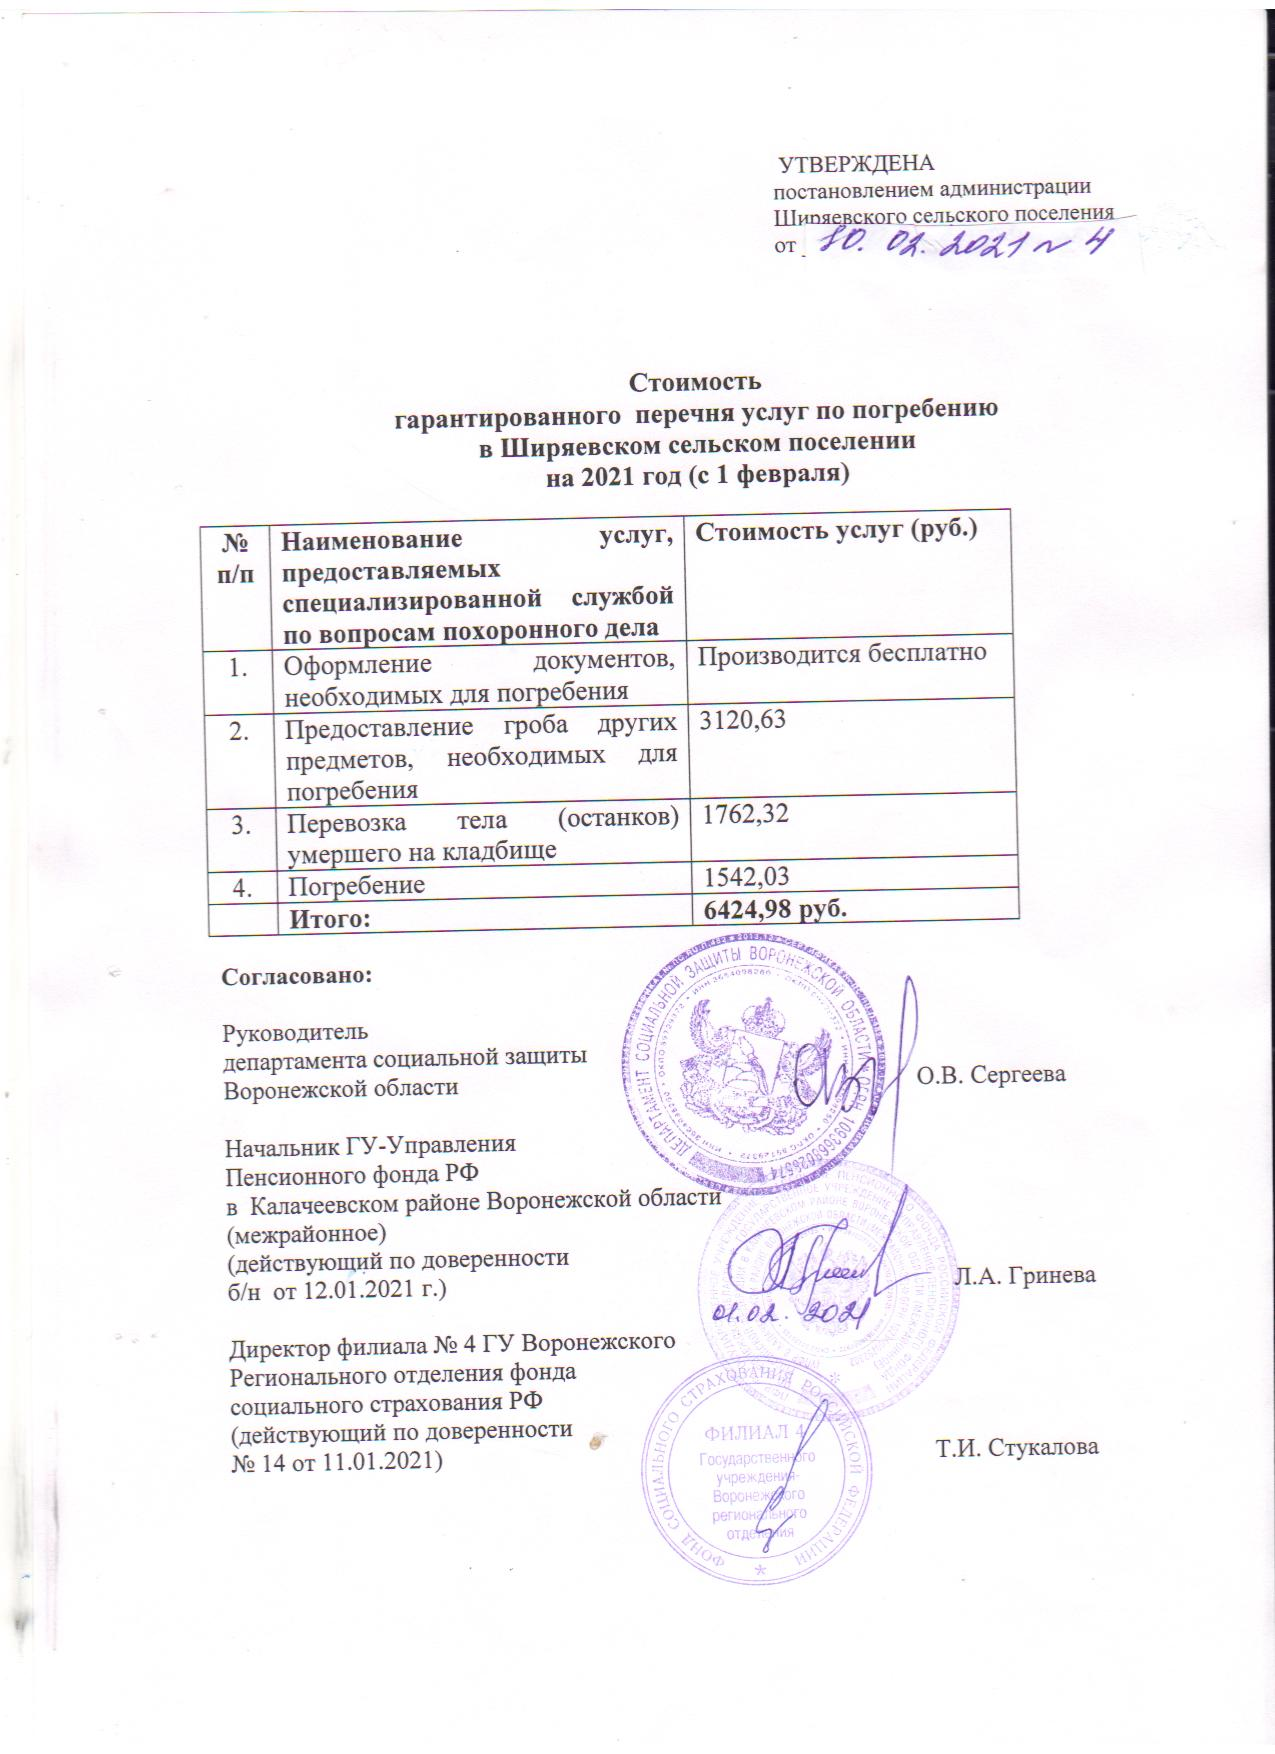 УТВЕРЖДЕНА
постановлением администрации
Ширяевского сельского поселения
от 10. 02. 2021 № 4
Стоимость
гарантированного перечня услуг по погребению
в Ширяевском сельском поселении
на 2021 год (с 1 февраля)
№ п/п Наименование услуг, Стоимость услуг (руб.)
предоставляемых
специализированной службой
по вопросам похоронного дела
1. Оформление документов, Производится бесплатно
необходимых для погребения
2. Предоставление гроба других 3120,63
предметов, необходимых для
погребения
3. Перевозка тела (останков) 1762,32
умершего на кладбище
4. Погребение 1542,03
Итого: 6424,98 руб.
Согласовано:
Руководитель
департамента социальной защиты
Воронежской области О.В. Сергеева
ДЕПАРТАМЕНТ СОЦИАЛЬНОЙ ЗАЩИТЫ ВОРОНЕЖСКОЙ ОБЛАСТИ
Начальник ГУ-Управления
Пенсионного фонда РФ
в Калачеевском районе Воронежской области
(межрайонное)
(действующий по доверенности
б/н от 12.01.2021 г.) Л.А. Гринева
01.02. 2021
Директор филиала № 4 ГУ Воронежского
Регионального отделения фонда
социального страхования РФ
(действующий по доверенности
№ 14 от 11.01.2021) Т.И. Стукалова
ФОНД СОЦИАЛЬНОГО СТРАХОВАНИЯ РОССИЙСКОЙ ФЕДЕРАЦИИ
ФИЛИАЛ 4
Государственного
учреждения-
Воронежского
регионального
отделения